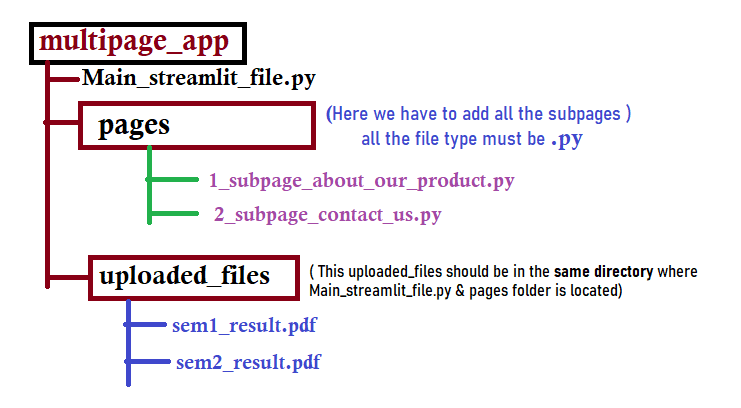 multipage_app
Main_streamlit_file.py
pages
(Here we have to add all the subpages )
all the file type must be .py
1_subpage_about_our_product.py
2_subpage_contact_us.py
uploaded_files
( This uploaded_files should be in the same directory where
Main_streamlit_file.py & pages folder is located)
sem1_result.pdf
sem2_result.pdf